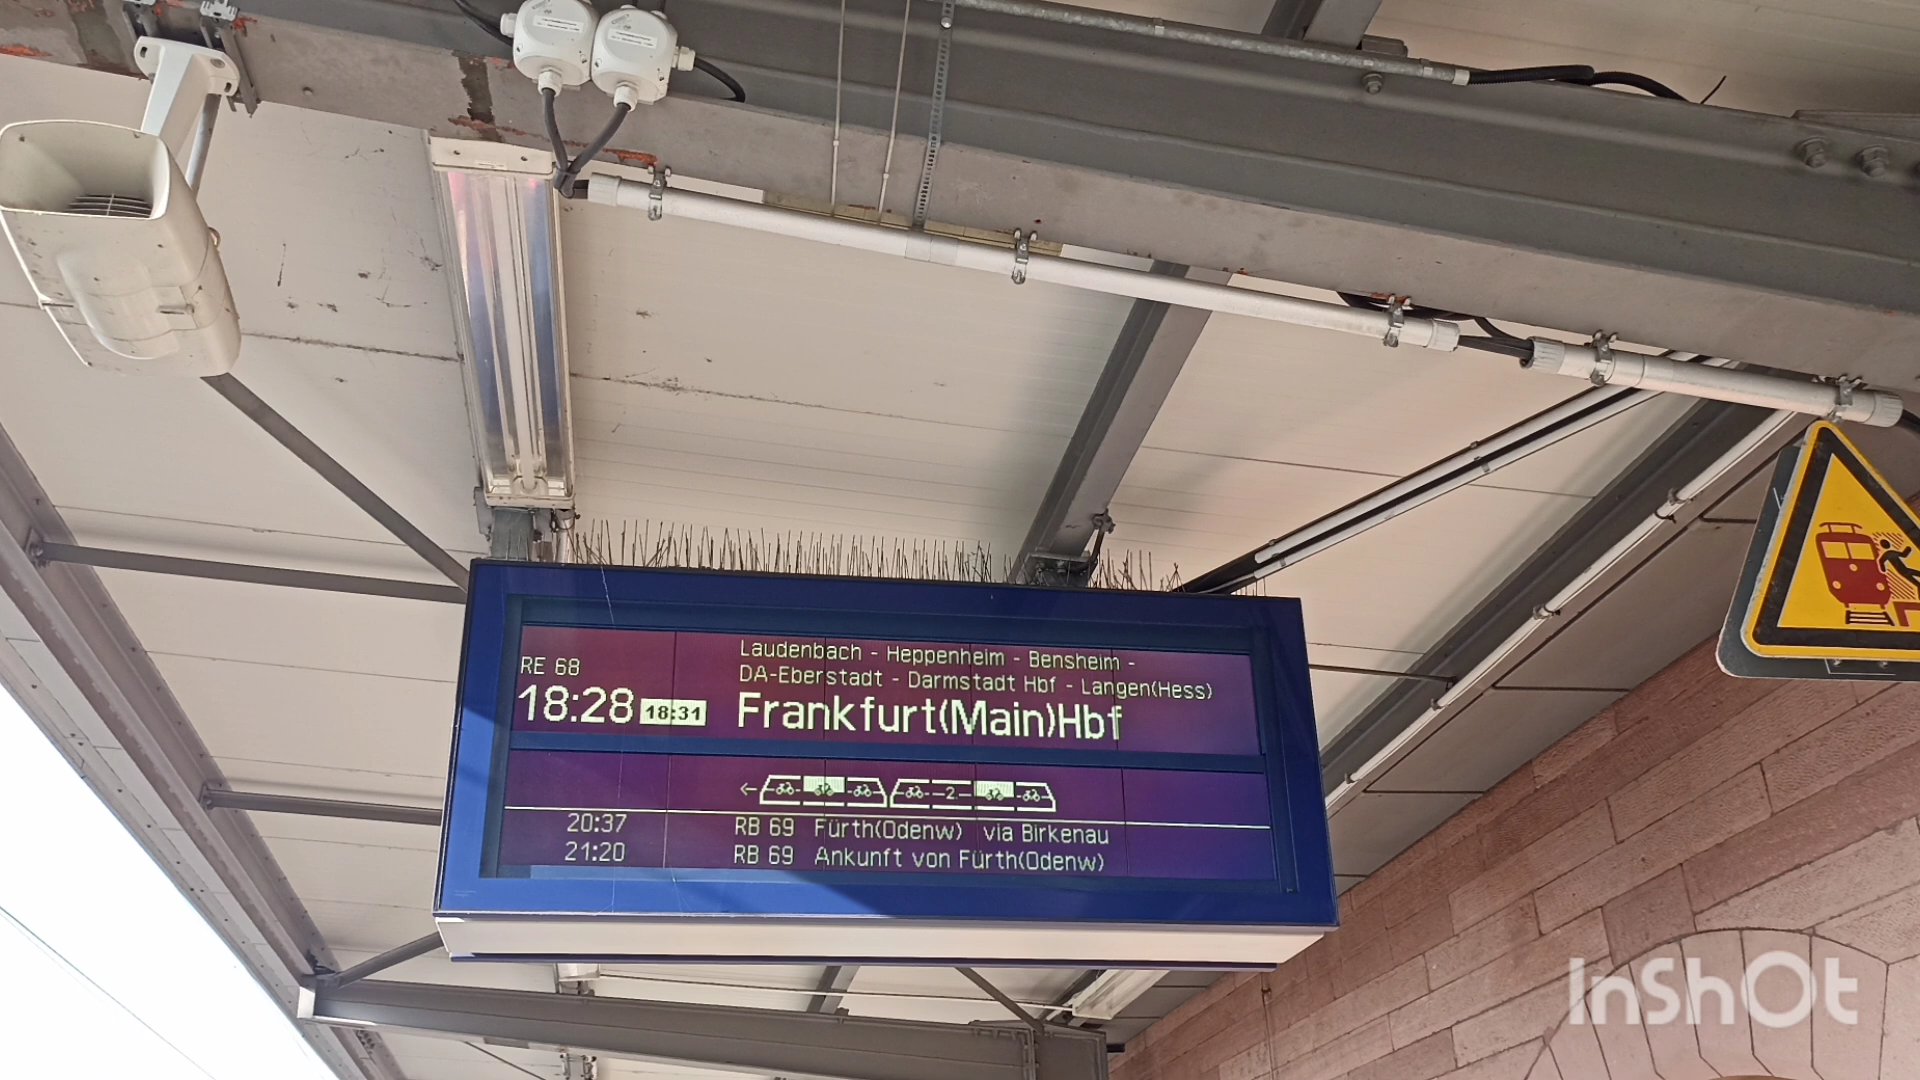 Laudenbach - Heppenheim - Bensheim -
RE 68
DA-Eberstadt - Darmstadt Hbf - Langen(Hess)
18:28 18:31 Frankfurt(Main)Hbf
2.
20:37 RB 69 Fürth(Odenw) via Birkenau
21:20 RB 69 Ankunft von Fürth(Odenw)
InShOt